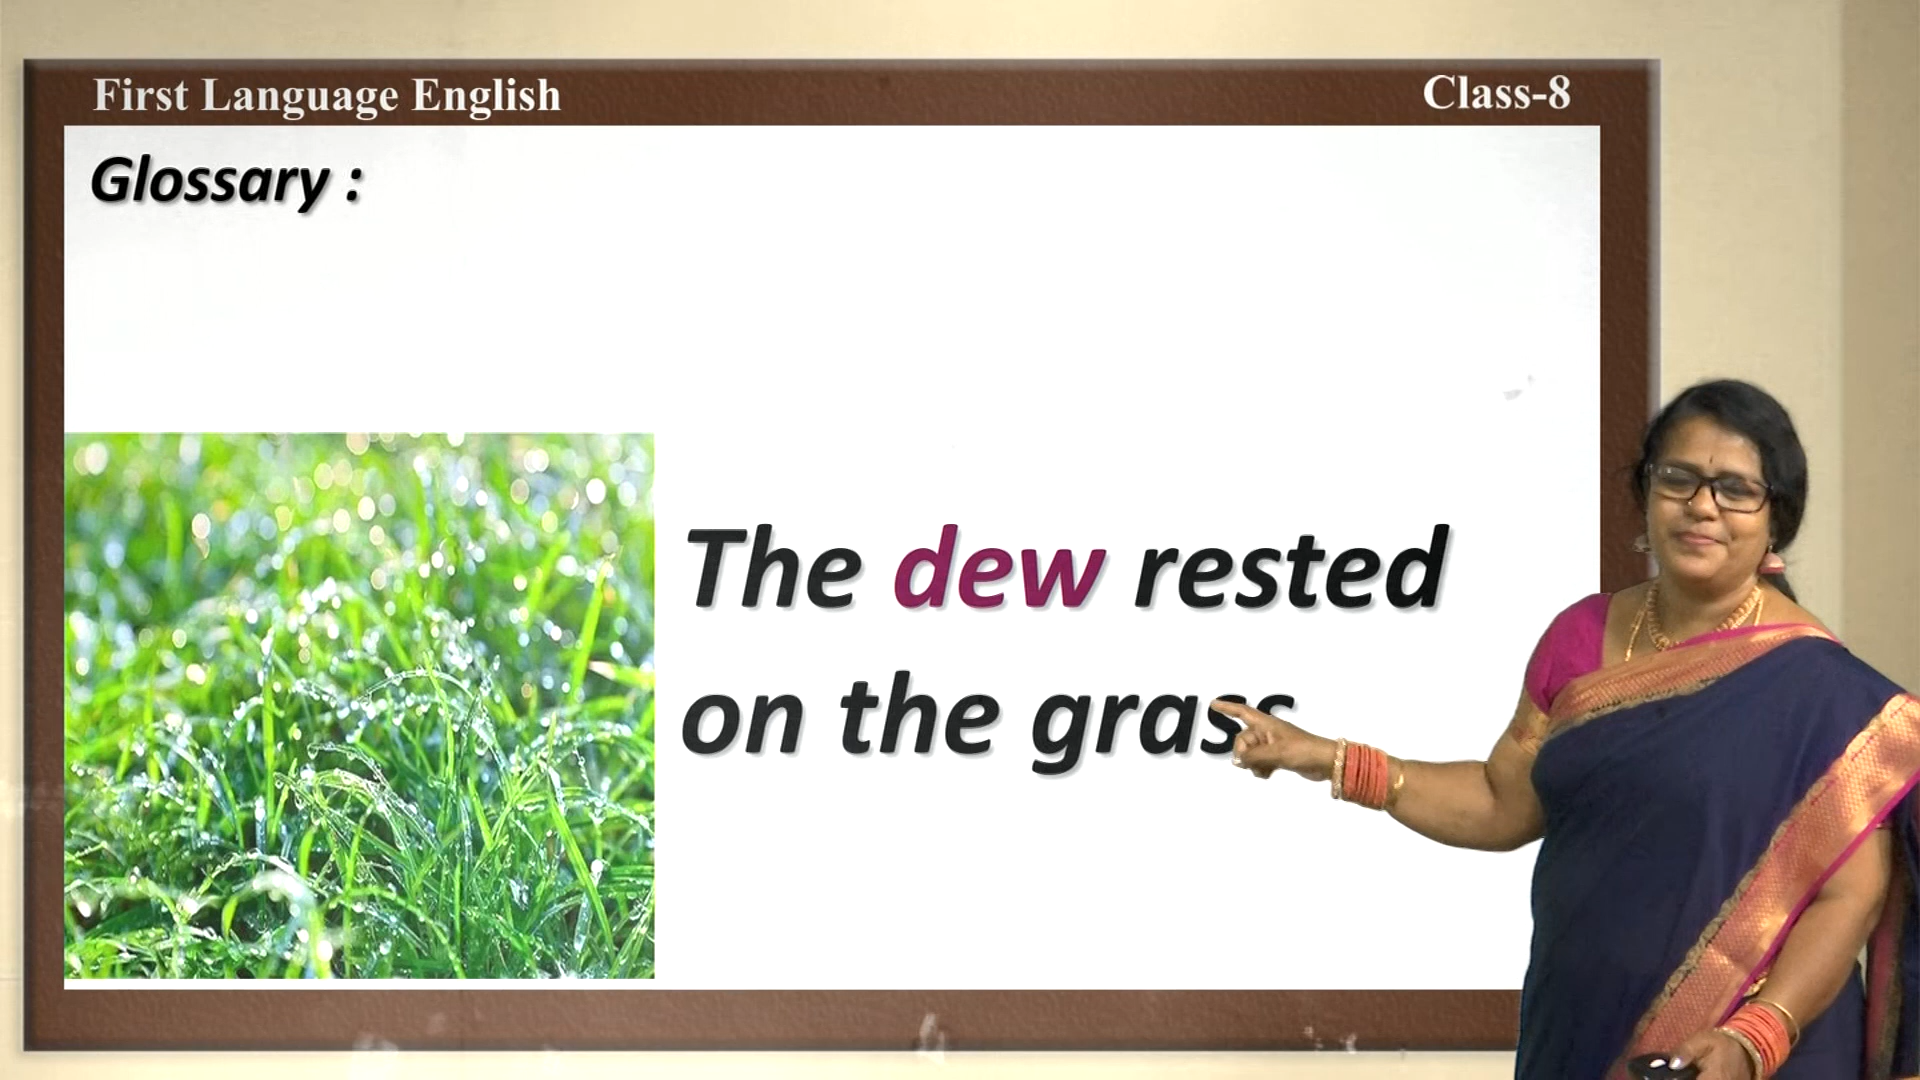 First Language English
Class-8
Glossary :
The dew rested
on the grass